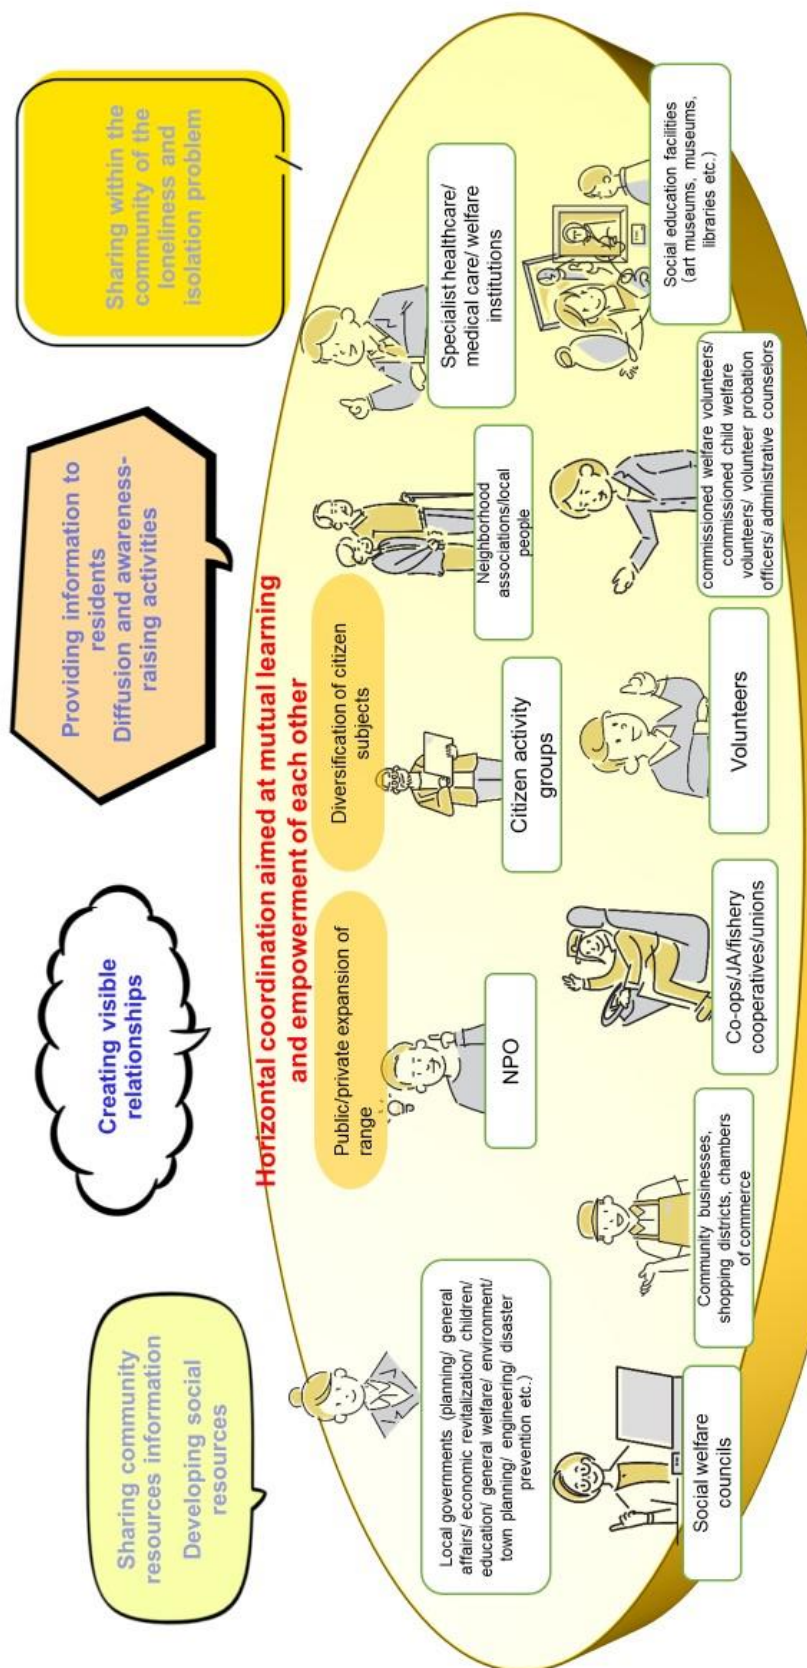 Sharing community
resources information
Developing social
resources
Creating visible
relationships
Providing information to
residents
Diffusion and awareness-
raising activities
Sharing within the
community of the
loneliness and
isolation problem
Horizontal coordination aimed at mutual learning
and empowerment of each other
Public/private expansion of
range
Diversification of citizen
subjects
Local governments (planning/ general
affairs/ economic revitalization/ children/
education/ general welfare/ environment/
town planning/ engineering/ disaster
prevention etc.)
NPO
Citizen activity
groups
Neighborhood
associations/local
people
Specialist healthcare/
medical care/ welfare
institutions
Social welfare
councils
Community businesses,
shopping districts, chambers
of commerce
Co-ops/JA/fishery
cooperatives/unions
Volunteers
commissioned welfare volunteers/
commissioned child welfare
volunteers/ volunteer probation
officers/ administrative counselors
Social education facilities
(art museums, museums,
libraries etc.)